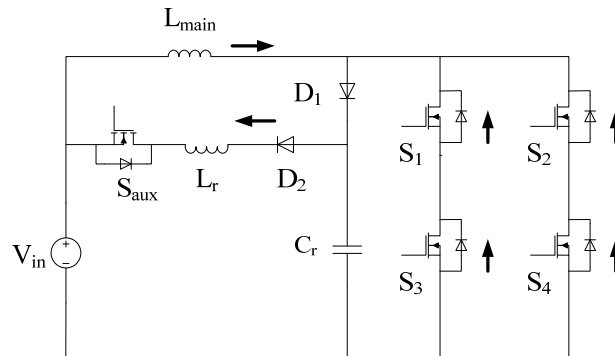 L_main
D_1
S_1
S_2
S_aux
L_r
D_2
V_in
+
−
C_r
S_3
S_4